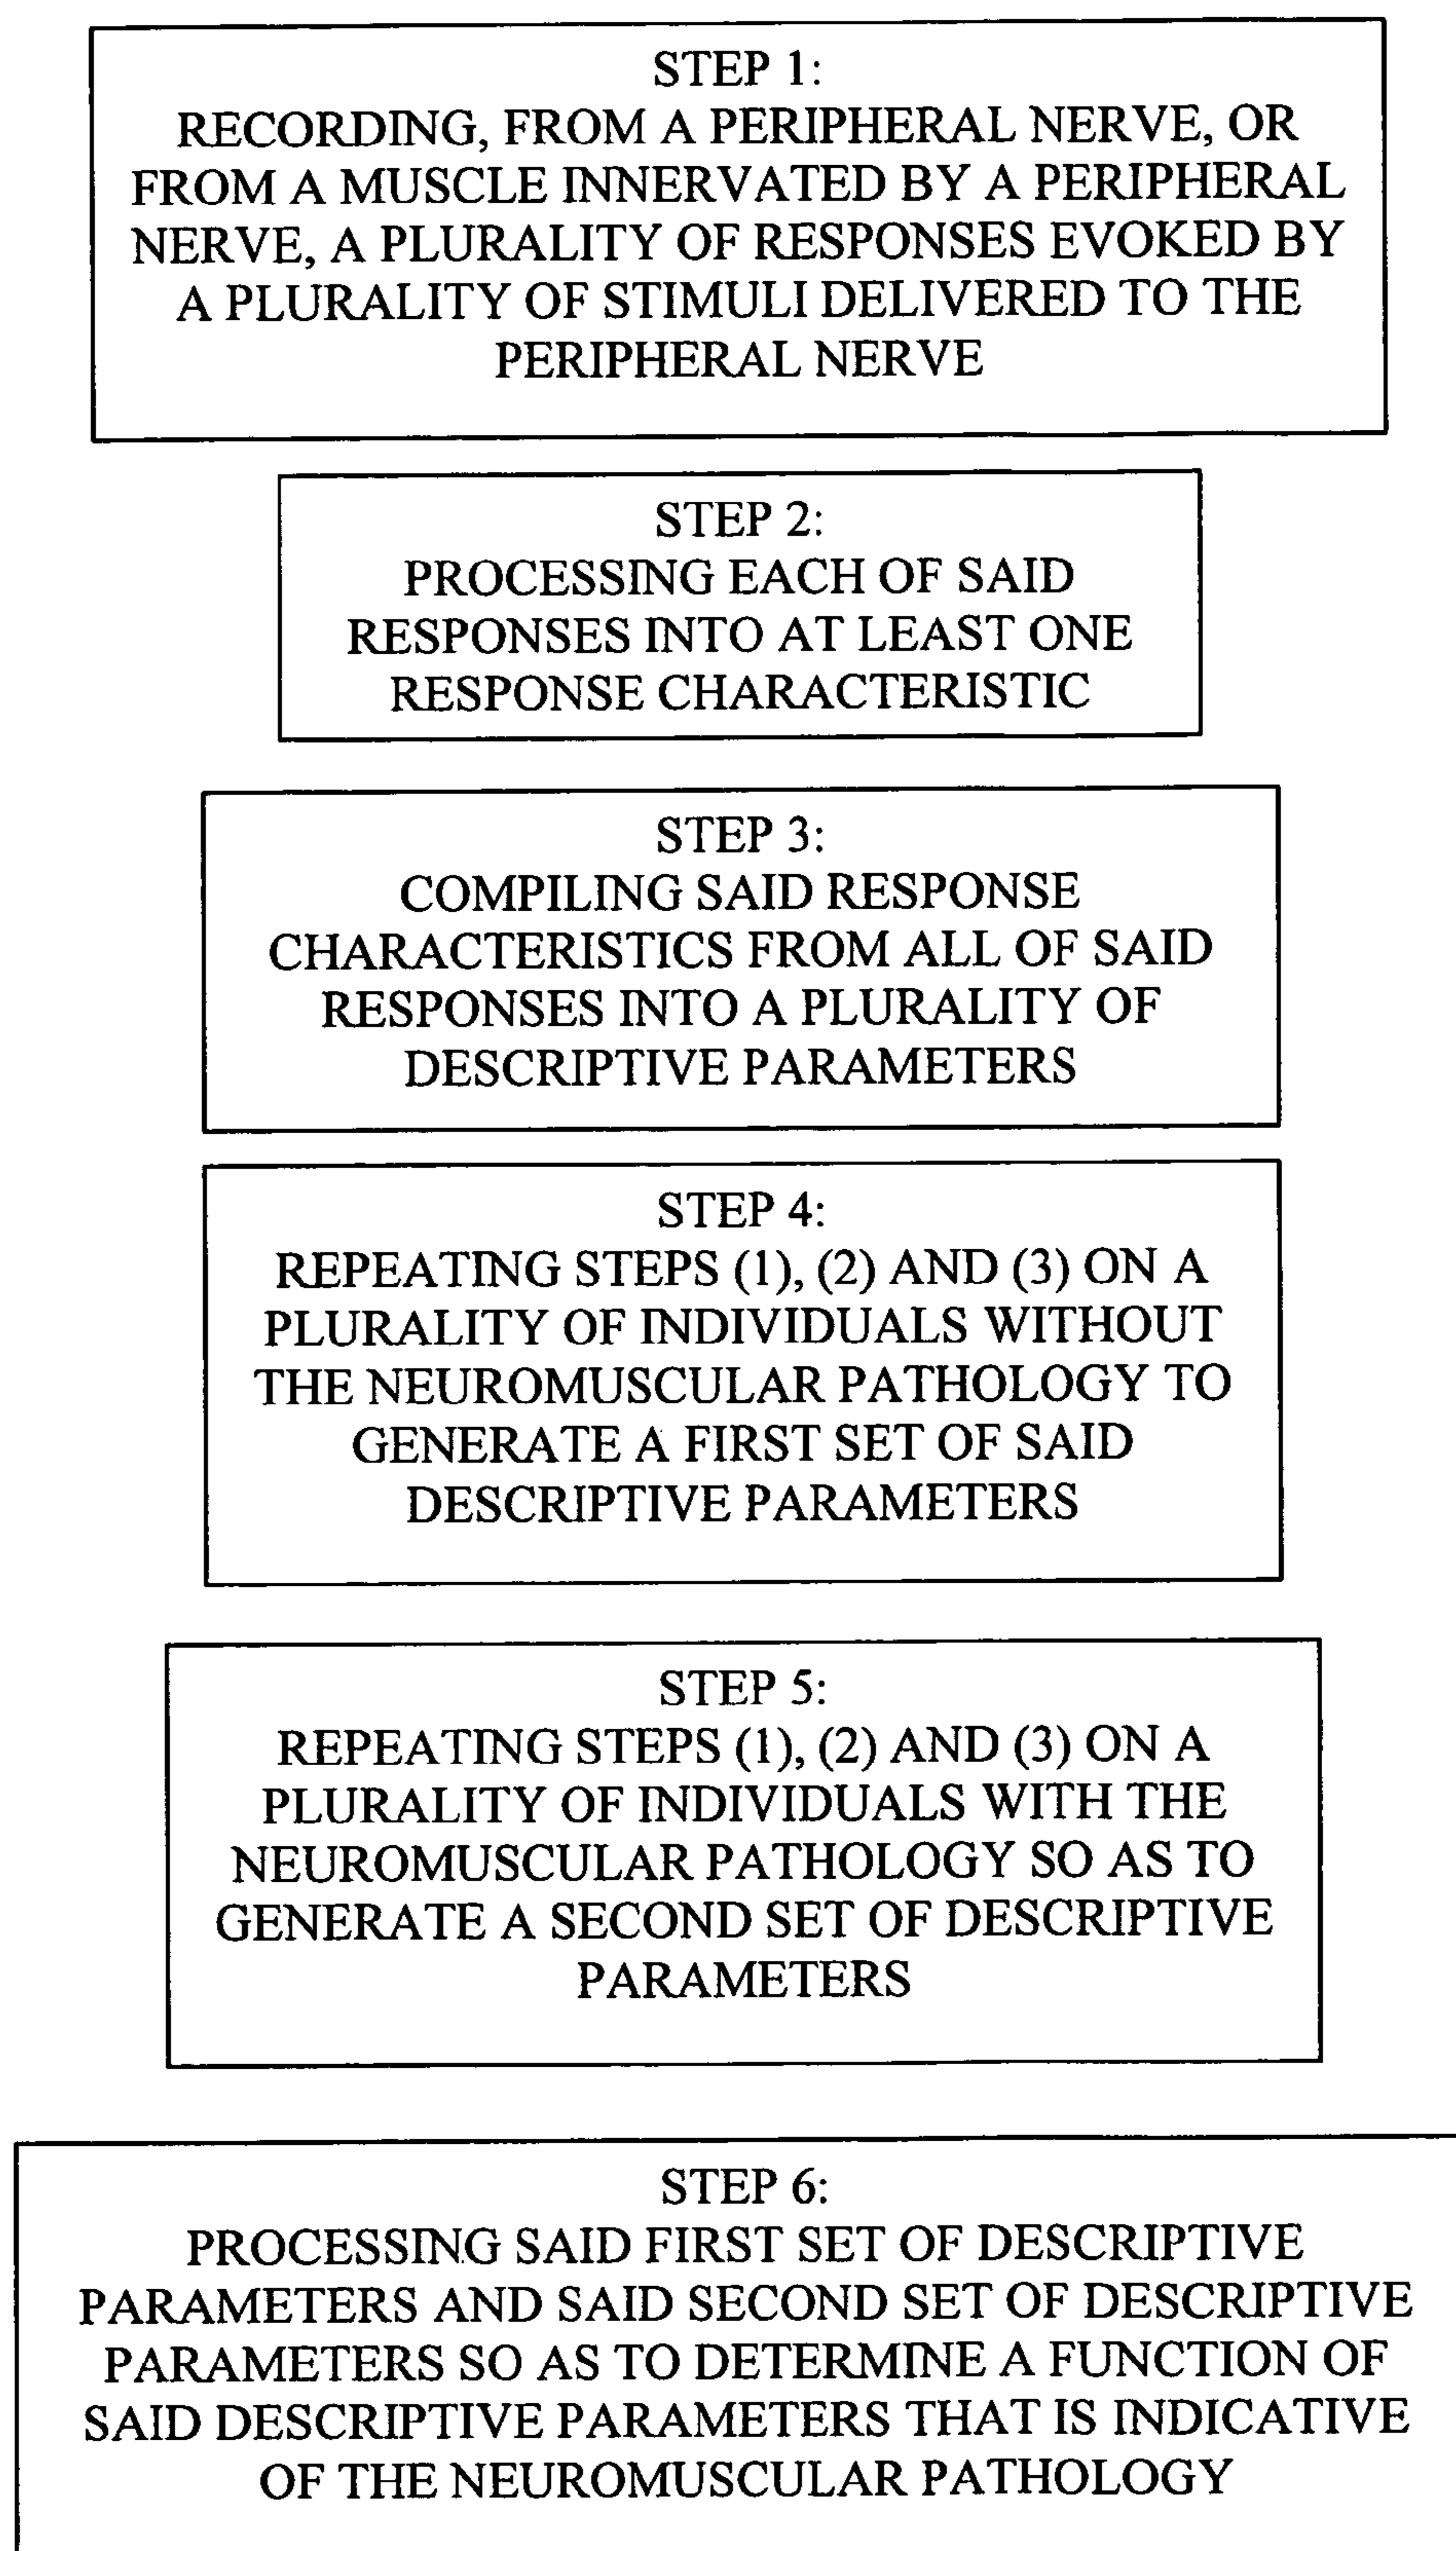 STEP 1:
RECORDING, FROM A PERIPHERAL NERVE, OR
FROM A MUSCLE INNERVATED BY A PERIPHERAL
NERVE, A PLURALITY OF RESPONSES EVOKED BY
A PLURALITY OF STIMULI DELIVERED TO THE
PERIPHERAL NERVE
STEP 2:
PROCESSING EACH OF SAID
RESPONSES INTO AT LEAST ONE
RESPONSE CHARACTERISTIC
STEP 3:
COMPILING SAID RESPONSE
CHARACTERISTICS FROM ALL OF SAID
RESPONSES INTO A PLURALITY OF
DESCRIPTIVE PARAMETERS
STEP 4:
REPEATING STEPS (1), (2) AND (3) ON A
PLURALITY OF INDIVIDUALS WITHOUT
THE NEUROMUSCULAR PATHOLOGY TO
GENERATE A FIRST SET OF SAID
DESCRIPTIVE PARAMETERS
STEP 5:
REPEATING STEPS (1), (2) AND (3) ON A
PLURALITY OF INDIVIDUALS WITH THE
NEUROMUSCULAR PATHOLOGY SO AS TO
GENERATE A SECOND SET OF DESCRIPTIVE
PARAMETERS
STEP 6:
PROCESSING SAID FIRST SET OF DESCRIPTIVE
PARAMETERS AND SAID SECOND SET OF DESCRIPTIVE
PARAMETERS SO AS TO DETERMINE A FUNCTION OF
SAID DESCRIPTIVE PARAMETERS THAT IS INDICATIVE
OF THE NEUROMUSCULAR PATHOLOGY